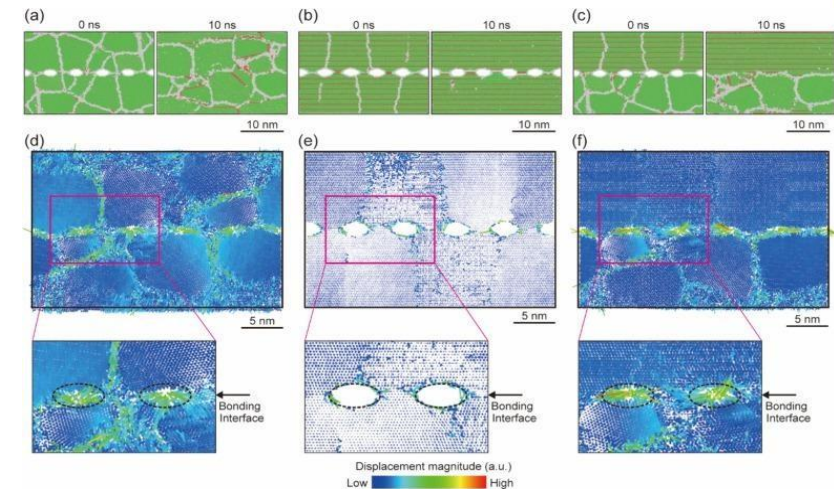 (a) 0 ns 10 ns
(b) 0 ns 10 ns
(c) 0 ns 10 ns
10 nm
10 nm
10 nm
(d)
(e)
(f)
5 nm
5 nm
5 nm
Bonding
Interface
Bonding
Interface
Bonding
Interface
Displacement magnitude (a.u.)
Low High